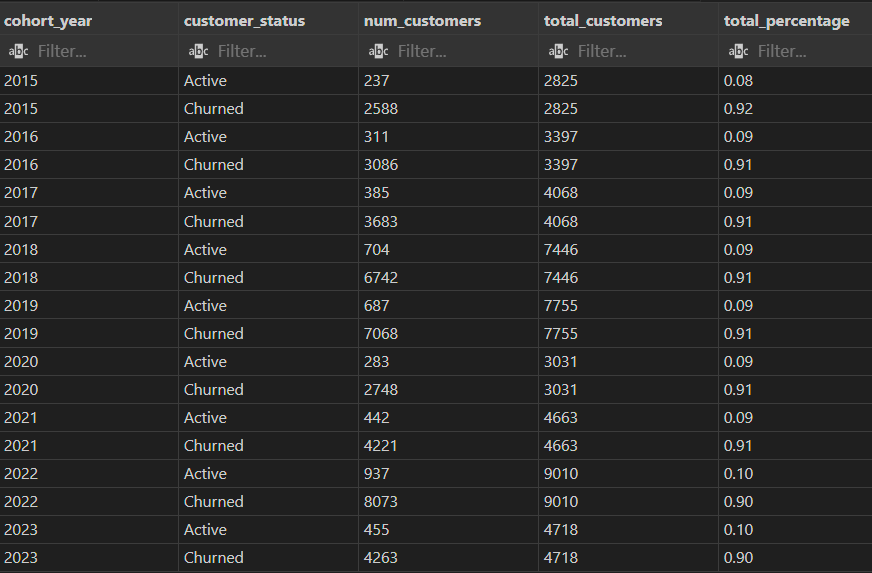 cohort_year customer_status num_customers total_customers total_percentage
abc Filter... abc Filter... abc Filter... abc Filter... abc Filter...
2015 Active 237 2825 0.08
2015 Churned 2588 2825 0.92
2016 Active 311 3397 0.09
2016 Churned 3086 3397 0.91
2017 Active 385 4068 0.09
2017 Churned 3683 4068 0.91
2018 Active 704 7446 0.09
2018 Churned 6742 7446 0.91
2019 Active 687 7755 0.09
2019 Churned 7068 7755 0.91
2020 Active 283 3031 0.09
2020 Churned 2748 3031 0.91
2021 Active 442 4663 0.09
2021 Churned 4221 4663 0.91
2022 Active 937 9010 0.10
2022 Churned 8073 9010 0.90
2023 Active 455 4718 0.10
2023 Churned 4263 4718 0.90